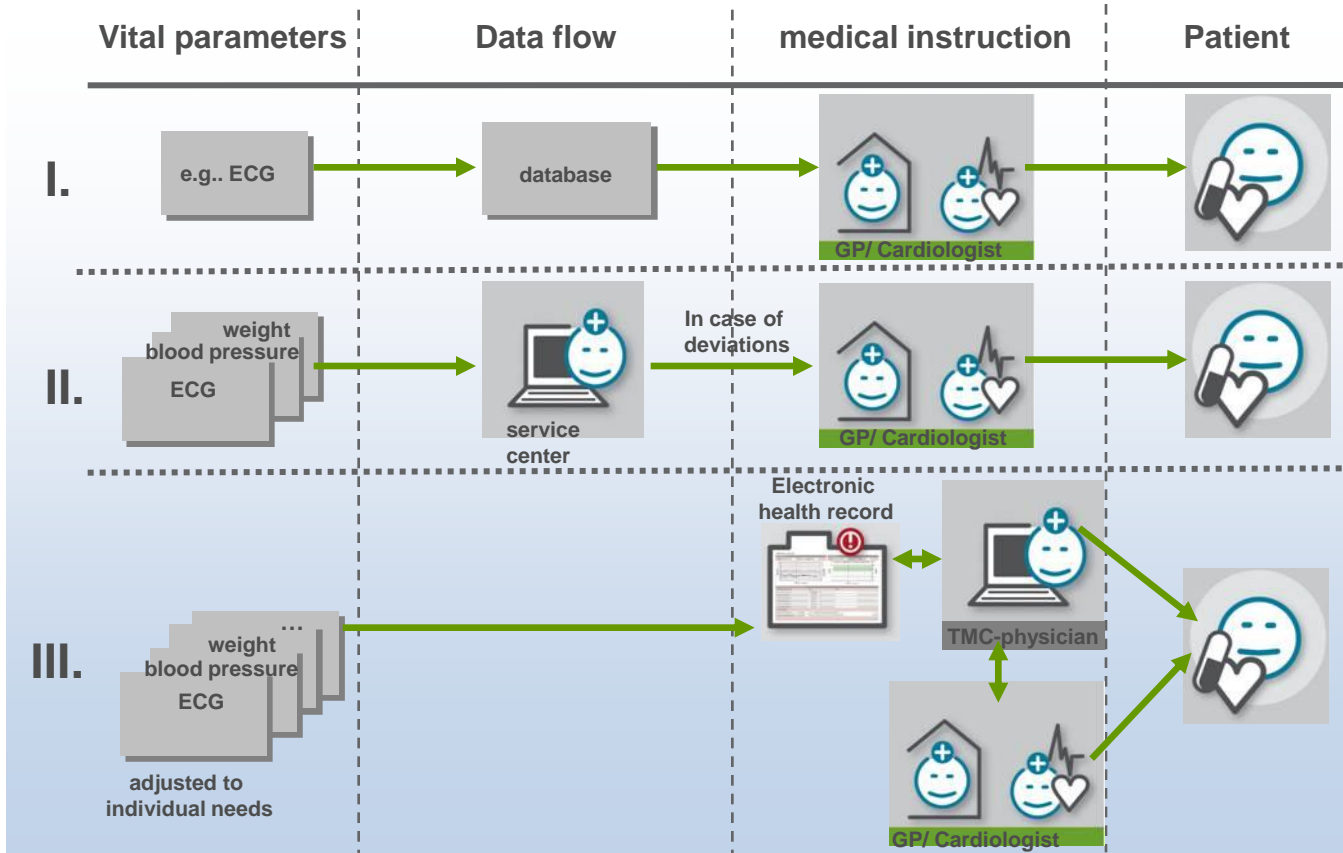 Vital parameters
Data flow
medical instruction
Patient
I.
e.g.. ECG
database
GP/ Cardiologist
II.
weight
blood pressure
ECG
service
center
In case of
deviations
GP/ Cardiologist
III.
...
weight
blood pressure
ECG
adjusted to
individual needs
Electronic
health record
TMC-physician
GP/ Cardiologist